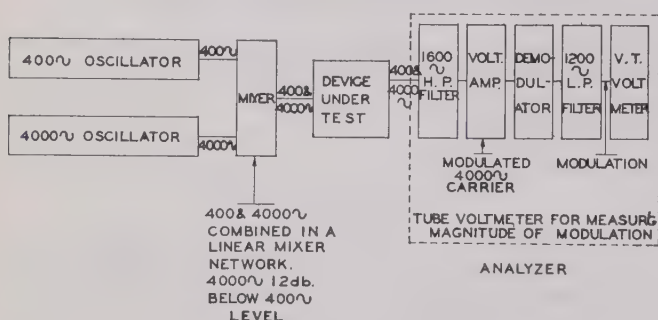 400∿ OSCILLATOR
400∿
4000∿ OSCILLATOR
4000∿
MIXER
400&
4000∿
DEVICE
UNDER
TEST
400&
4000
∿
1600
∿
H.P.
FILTER
VOLT.
AMP.
DEMO-
DUL-
ATOR
1200
∿
L.P.
FILTER
V.T.
VOLT
METER
MODULATED
4000∿
CARRIER
MODULATION
TUBE VOLTMETER FOR MEASUR'G
MAGNITUDE OF MODULATION
ANALYZER
400& 4000∿
COMBINED IN A
LINEAR MIXER
NETWORK.
4000∿ 12db.
BELOW 400∿
LEVEL